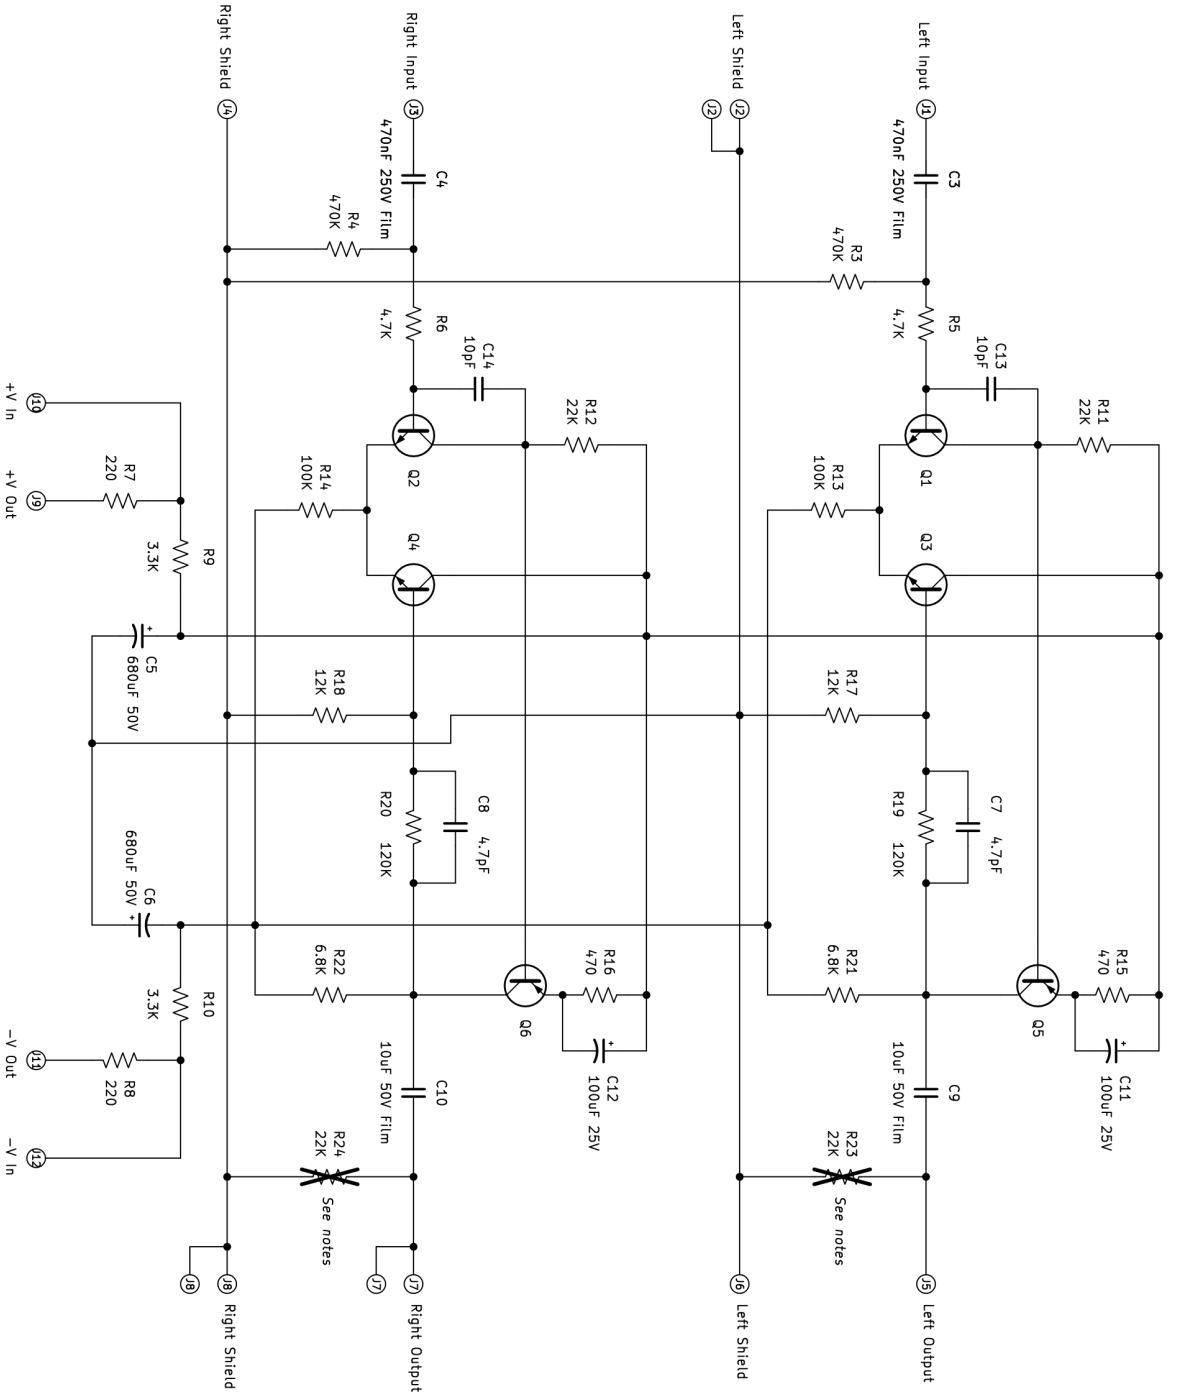 Left Input
J1
470nF 250V Film
C3
R3
470K
R5
4.7K
C13
10pF
R11
22K
Q1
R13
100K
Q3
R17
12K
R19
120K
C7
4.7pF
R21
6.8K
R15
470
Q5
C11
100uF 25V
C9
10uF 50V Film
R23
22K
See notes
J5
Left Output
Left Shield
J2
J2
J6
Left Shield
Right Input
J3
470nF 250V Film
C4
R4
470K
R6
4.7K
C14
10pF
R12
22K
Q2
R14
100K
Q4
R18
12K
R20
120K
C8
4.7pF
R22
6.8K
R16
470
Q6
C12
100uF 25V
C10
10uF 50V Film
R24
22K
See notes
J7
J7
Right Output
Right Shield
J4
J8
J8
Right Shield
J10
+V In
J9
+V Out
R7
220
R9
3.3K
+
C5
680uF 50V
+
C6
680uF 50V
R10
3.3K
R8
220
J11
-V Out
J12
-V In
+
+